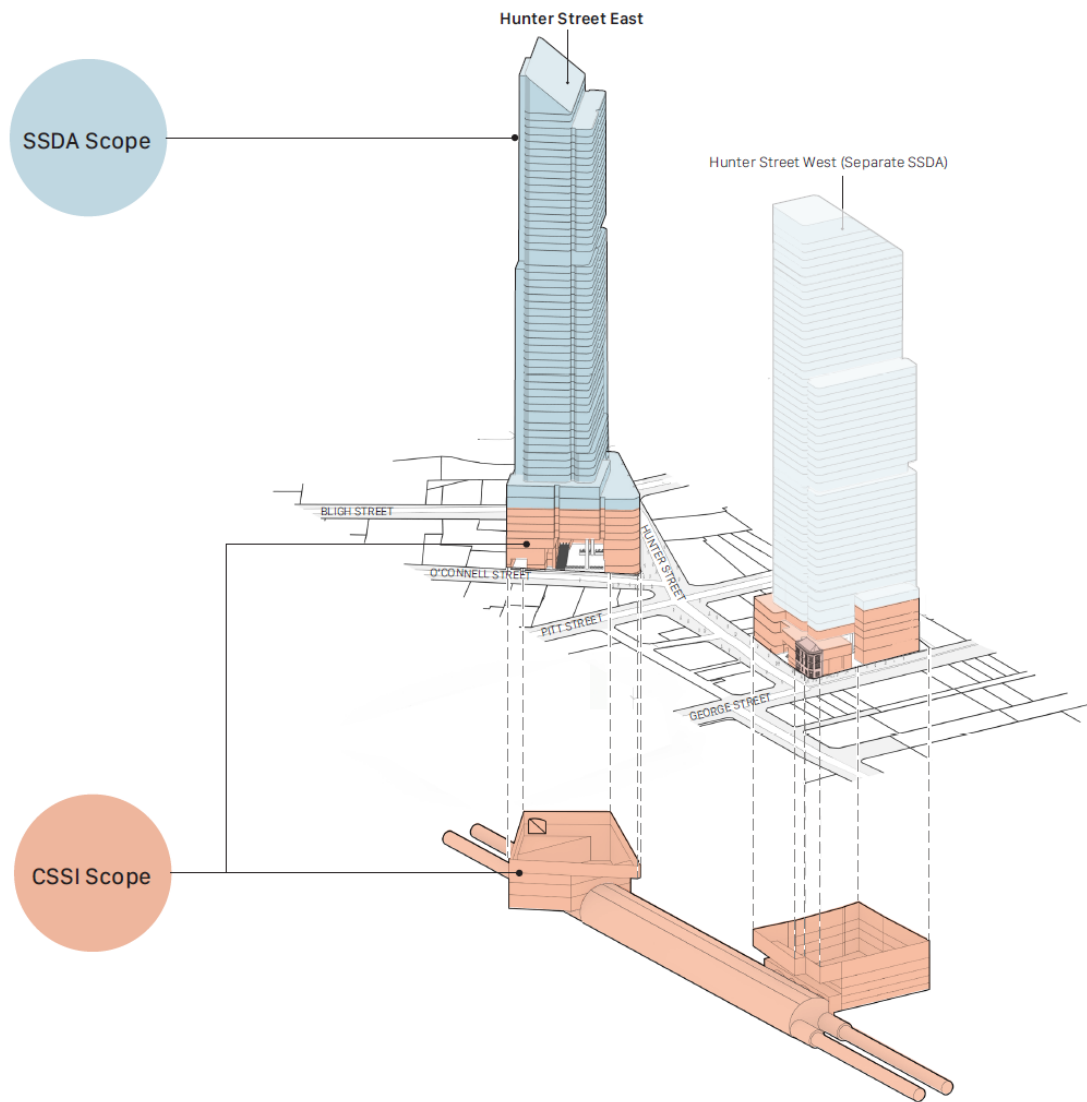 Hunter Street East
SSDA Scope
Hunter Street West (Separate SSDA)
BLIGH STREET
HUNTER STREET
O'CONNELL STREET
PITT STREET
GEORGE STREET
CSSI Scope